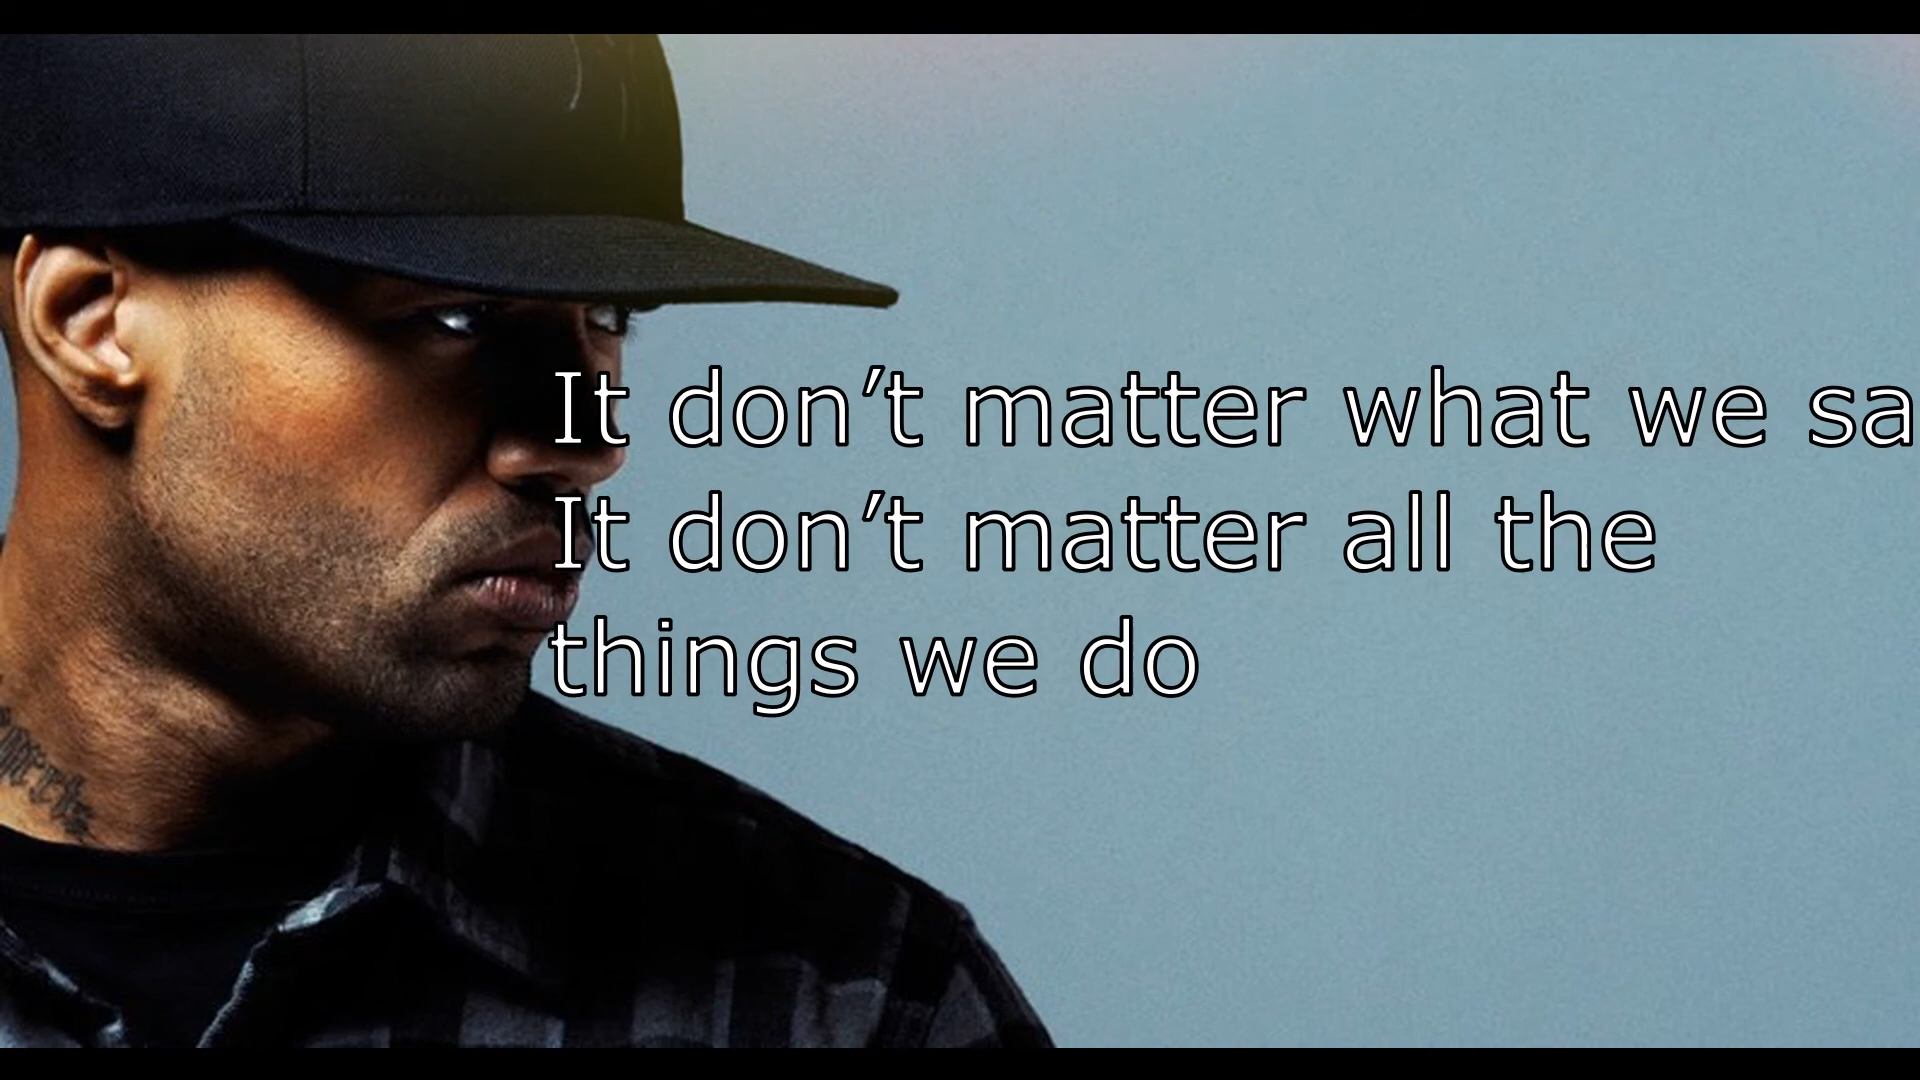 It don’t matter what we sa
It don’t matter all the
things we do